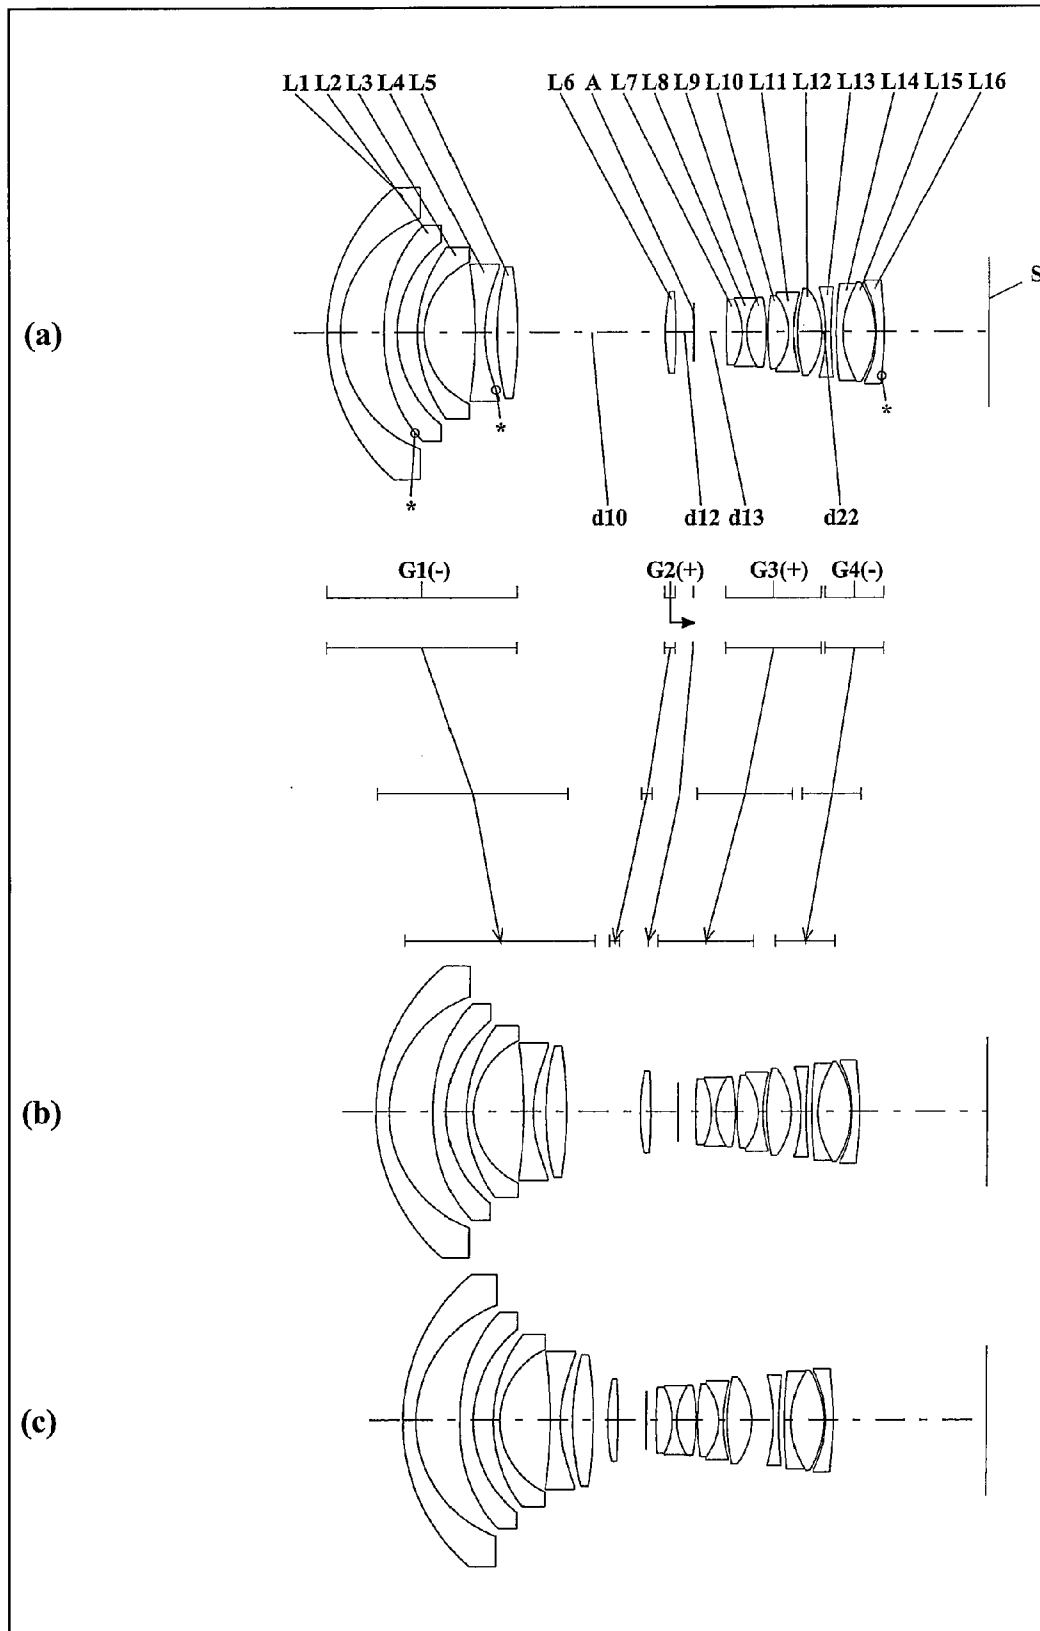 L1 L2 L3 L4 L5 L6 A L7 L8 L9 L10 L11 L12 L13 L14 L15 L16
S
(a)
*
*
*
d10 d12 d13 d22
G1(-) G2(+) G3(+) G4(-)
(b)
(c)